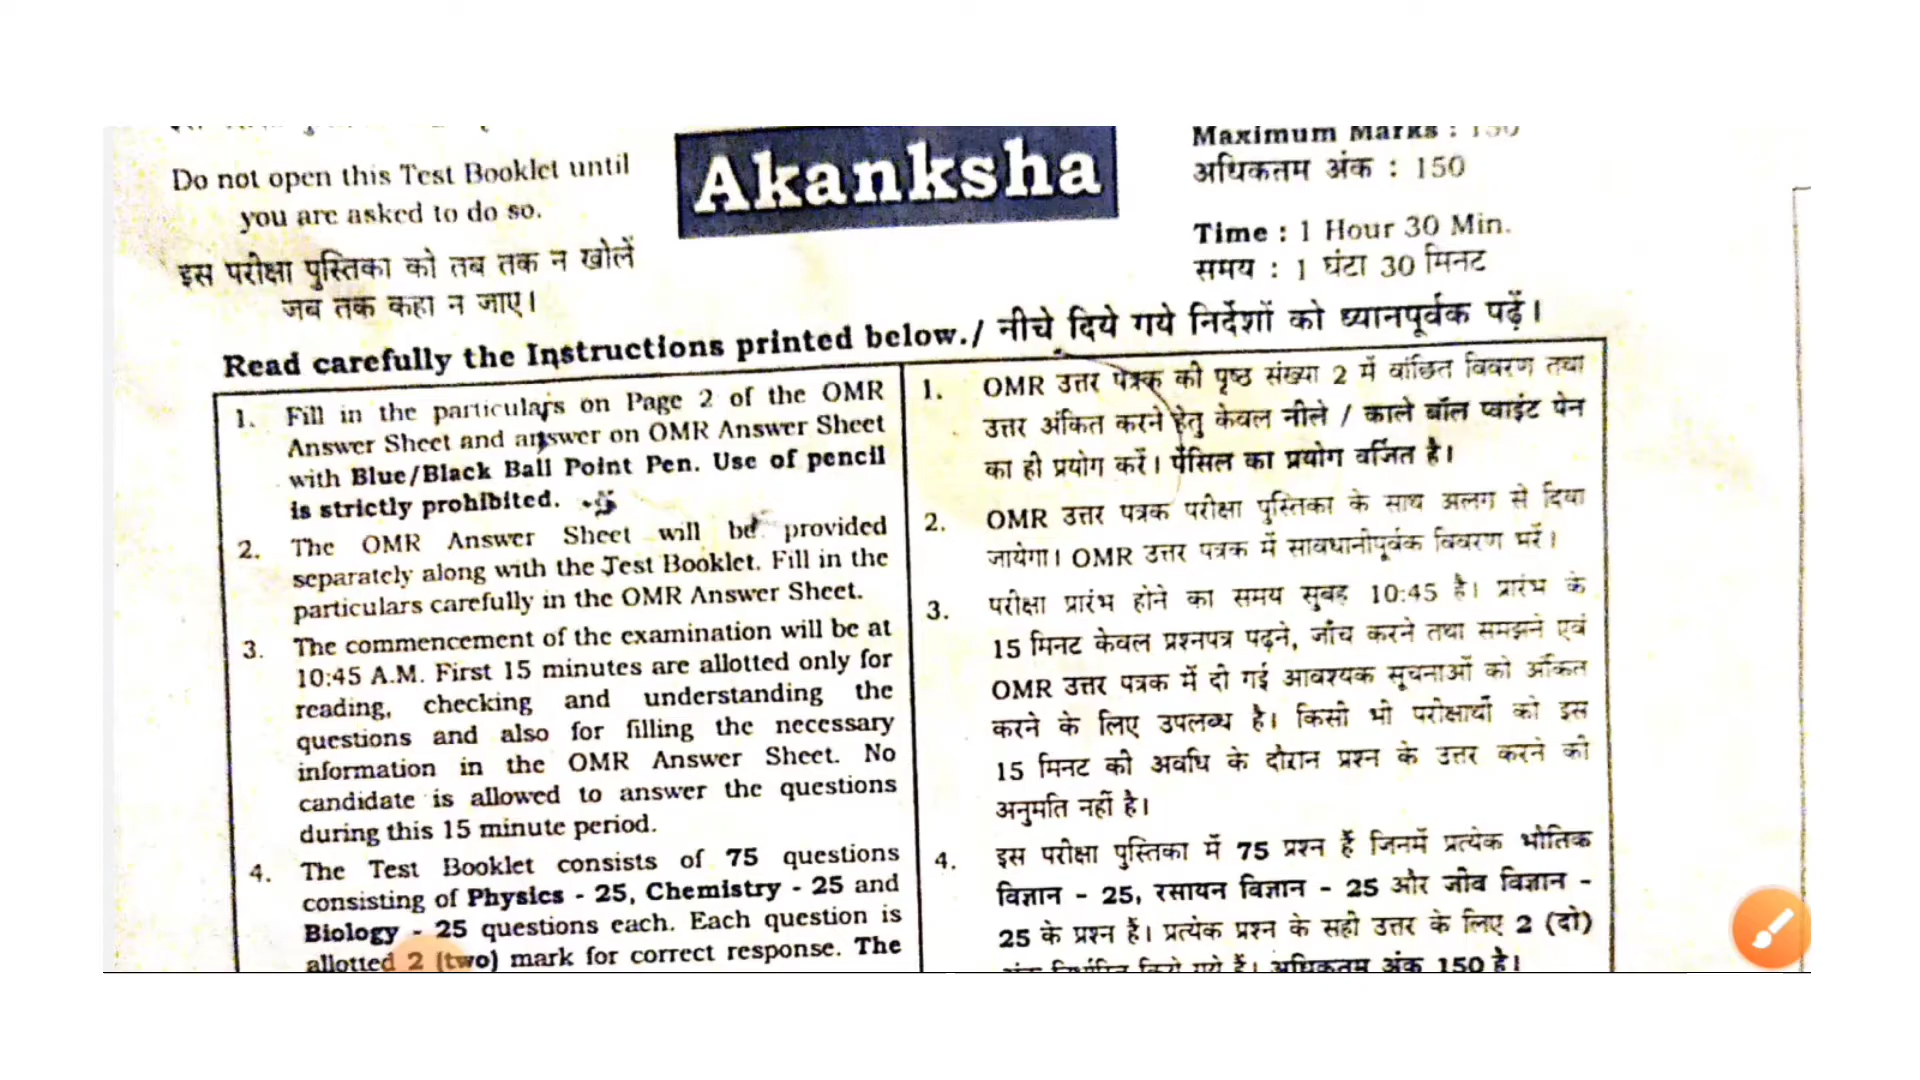 Do not open this Test Booklet until
you are asked to do so.
इस परीक्षा पुस्तिका को तब तक न खोलें
जब तक कहा न जाए।
Akanksha
Maximum Marks : 150
अधिकतम अंक : 150
Time : 1 Hour 30 Min.
समय : 1 घंटा 30 मिनट
Read carefully the Instructions printed below./ नीचे दिये गये निर्देशों को ध्यानपूर्वक पढ़ें।
1. Fill in the particulars on Page 2 of the OMR
Answer Sheet and answer on OMR Answer Sheet
with Blue/Black Ball Point Pen. Use of pencil
is strictly prohibited.
2. The OMR Answer Sheet will be provided
separately along with the Test Booklet. Fill in the
particulars carefully in the OMR Answer Sheet.
3. The commencement of the examination will be at
10:45 A.M. First 15 minutes are allotted only for
reading, checking and understanding the
questions and also for filling the necessary
information in the OMR Answer Sheet. No
candidate is allowed to answer the questions
during this 15 minute period.
4. The Test Booklet consists of 75 questions
consisting of Physics - 25, Chemistry - 25 and
Biology - 25 questions each. Each question is
allotted 2 (two) mark for correct response. The
1. OMR उत्तर पत्रक की पृष्ठ संख्या 2 में वांछित विवरण तथा
उत्तर अंकित करने हेतु केवल नीले / काले बॉल प्वाइंट पेन
का ही प्रयोग करें। पेंसिल का प्रयोग वर्जित है।
2. OMR उत्तर पत्रक परीक्षा पुस्तिका के साथ अलग से दिया
जायेगा। OMR उत्तर पत्रक में सावधानीपूर्वक विवरण भरें।
3. परीक्षा प्रारंभ होने का समय सुबह 10:45 है। प्रारंभ के
15 मिनट केवल प्रश्नपत्र पढ़ने, जाँच करने तथा समझने एवं
OMR उत्तर पत्रक में दी गई आवश्यक सूचनाओं को अंकित
करने के लिए उपलब्ध है। किसी भी परीक्षार्थी को इस
15 मिनट की अवधि के दौरान प्रश्न के उत्तर करने की
अनुमति नहीं है।
4. इस परीक्षा पुस्तिका में 75 प्रश्न हैं जिनमें प्रत्येक भौतिक
विज्ञान - 25, रसायन विज्ञान - 25 और जीव विज्ञान -
25 के प्रश्न हैं। प्रत्येक प्रश्न के सही उत्तर के लिए 2 (दो)
अंक निर्धारित किये गये हैं। अधिकतम अंक 150 है।